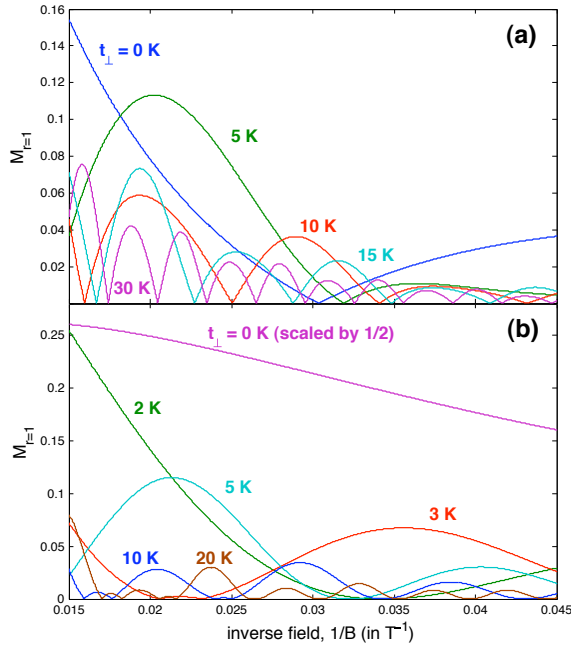 0.16
0.14
0.12
0.10
0.08
0.06
0.04
0.02
M_{r=1}
t_⊥ = 0 K
(a)
5 K
10 K
15 K
30 K
t_⊥ = 0 K (scaled by 1/2)
(b)
0.25
0.2
0.15
0.1
0.05
0
M_{r=1}
2 K
5 K
3 K
10 K
20 K
0.015 0.02 0.025 0.03 0.035 0.04 0.045
inverse field, 1/B (in T⁻¹)